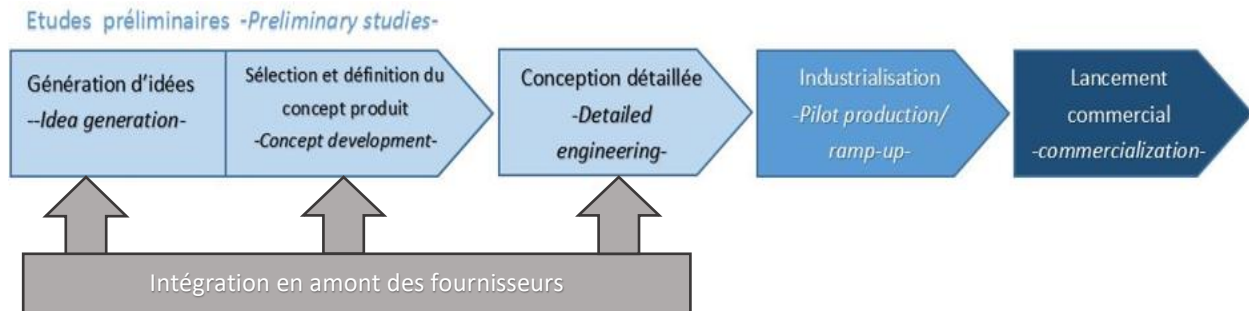 Etudes préliminaires -Preliminary studies-
Génération d'idées
--Idea generation-
Sélection et définition du
concept produit
-Concept development-
Conception détaillée
-Detailed
engineering-
Industrialisation
-Pilot production/
ramp-up-
Lancement
commercial
-commercialization-
Intégration en amont des fournisseurs